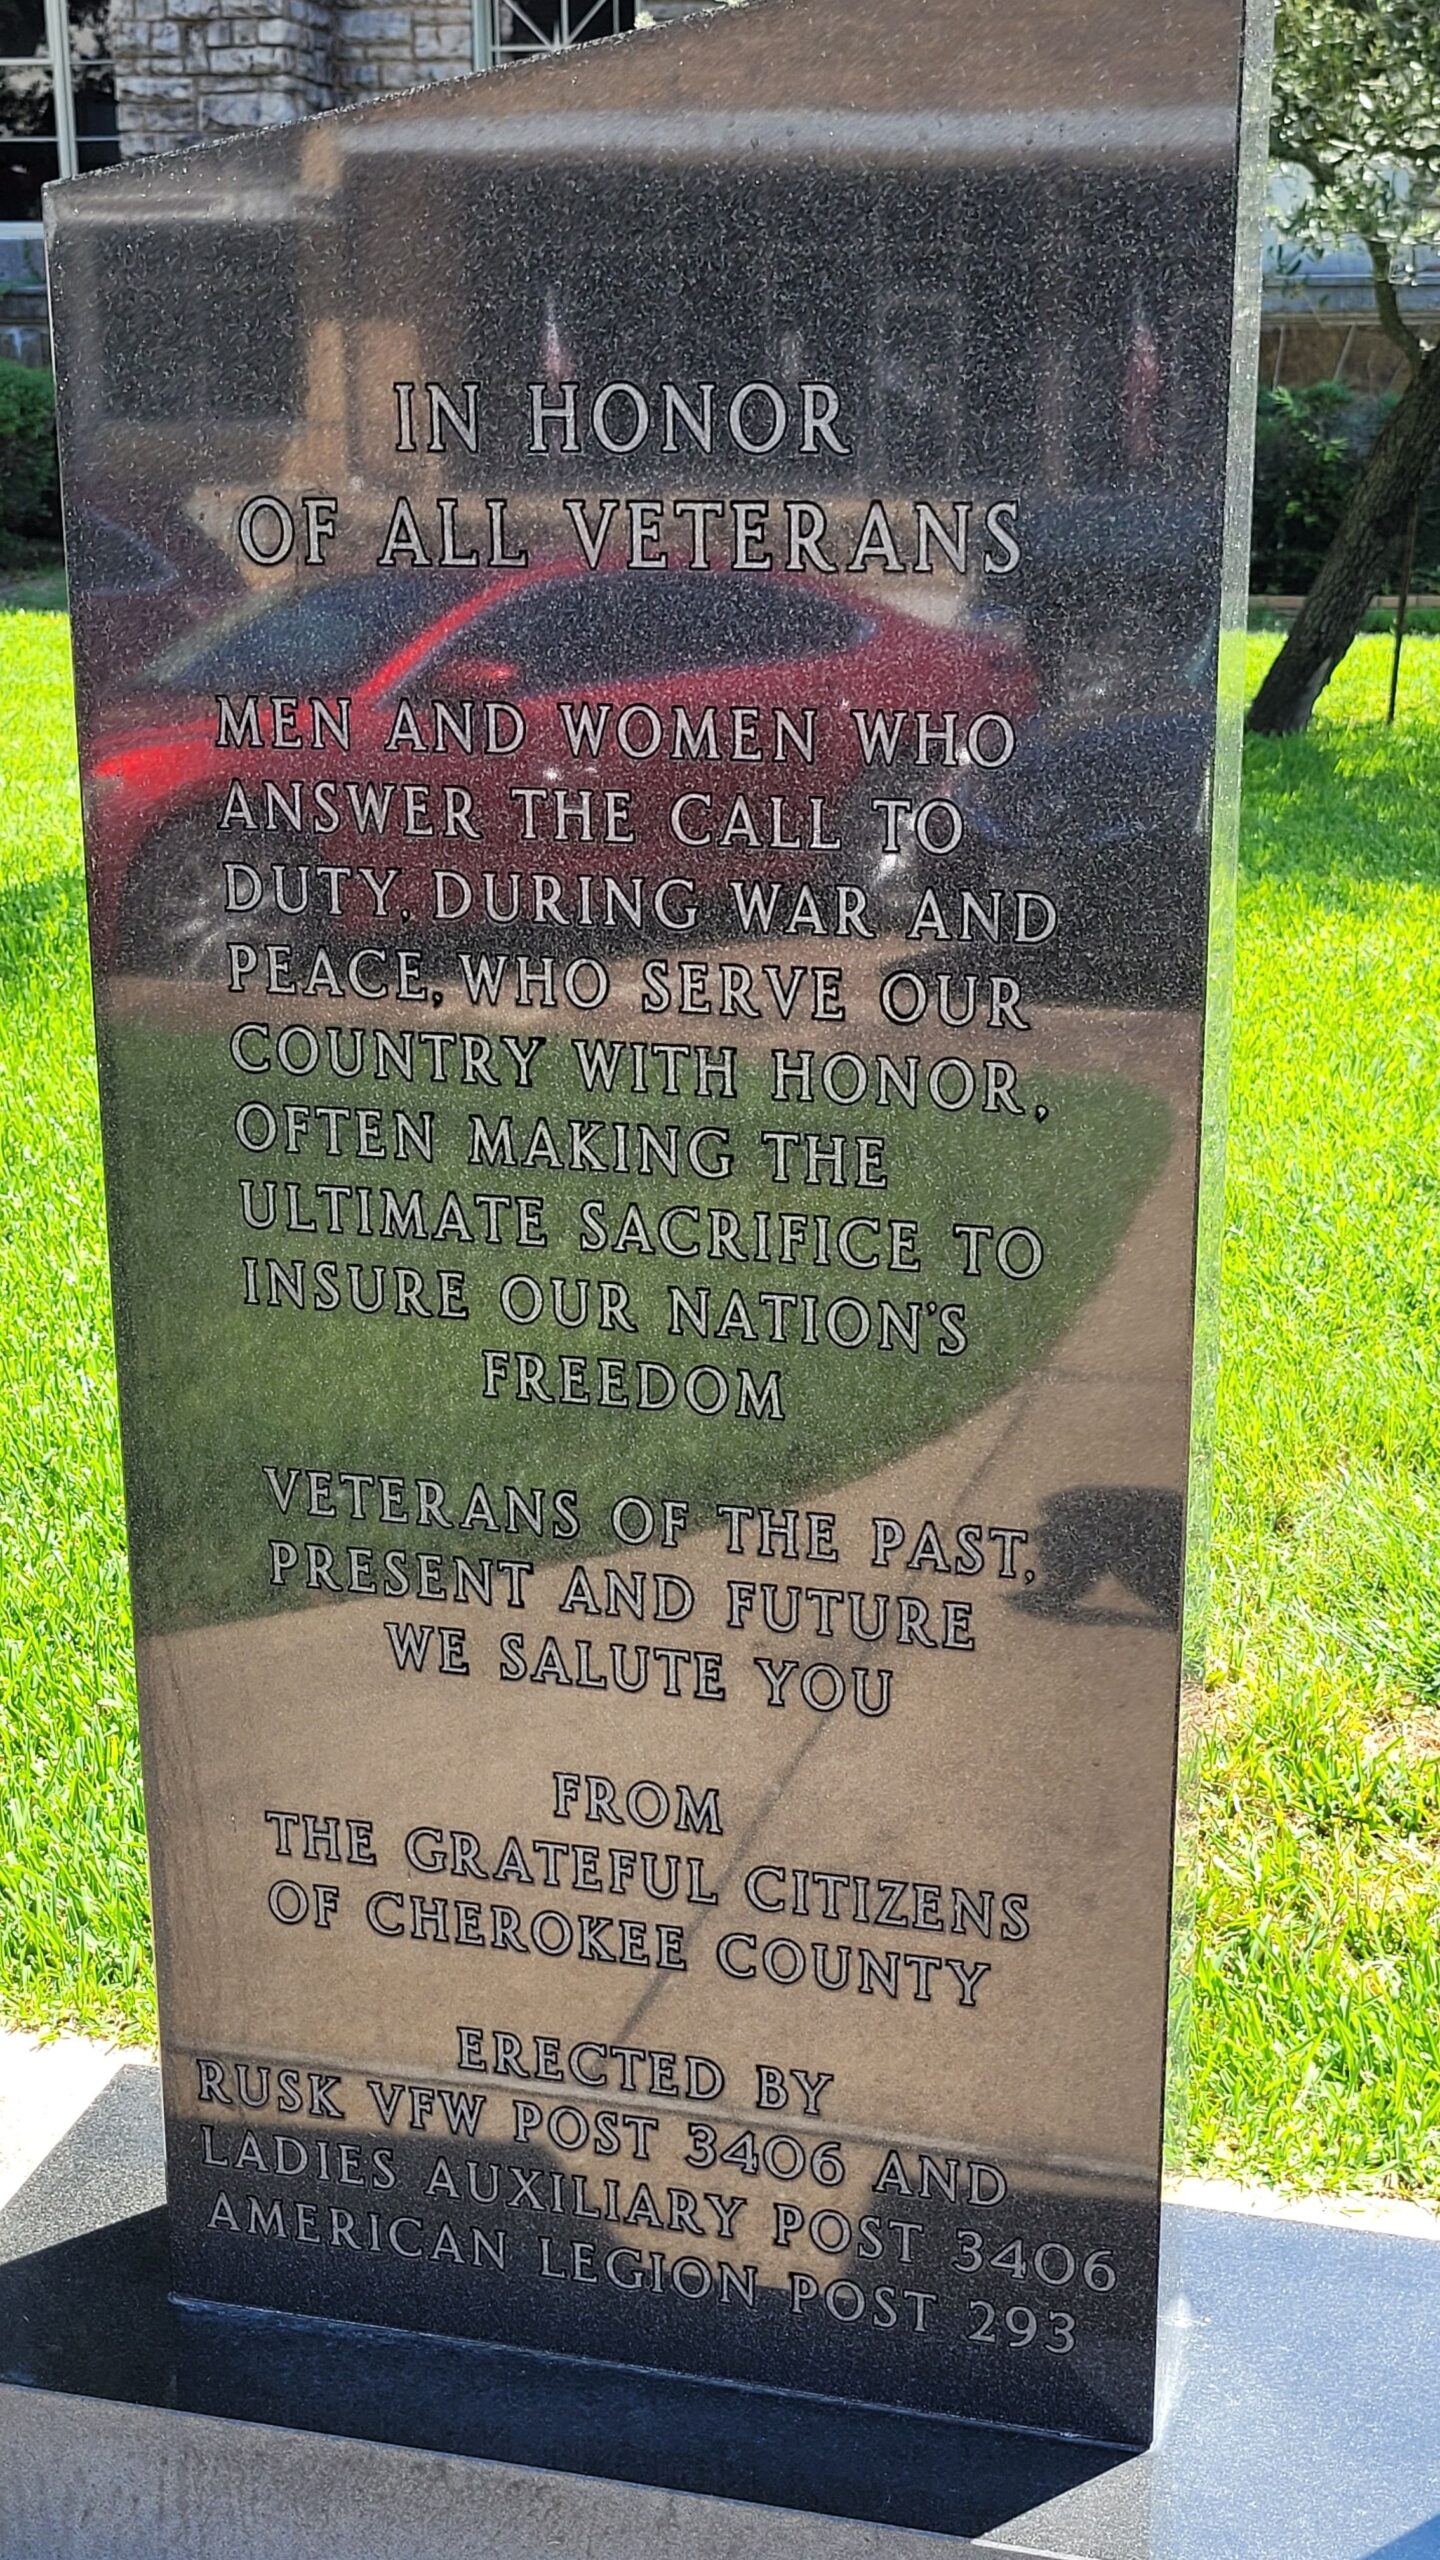 IN HONOR
OF ALL VETERANS
MEN AND WOMEN WHO
ANSWER THE CALL TO
DUTY, DURING WAR AND
PEACE, WHO SERVE OUR
COUNTRY WITH HONOR,
OFTEN MAKING THE
ULTIMATE SACRIFICE TO
INSURE OUR NATION'S
FREEDOM
VETERANS OF THE PAST,
PRESENT AND FUTURE
WE SALUTE YOU
FROM
THE GRATEFUL CITIZENS
OF CHEROKEE COUNTY
ERECTED BY
RUSK VFW POST 3406 AND
LADIES AUXILIARY POST 3406
AMERICAN LEGION POST 293